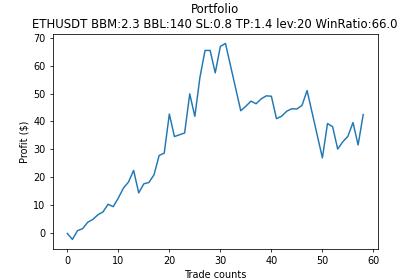 Portfolio
ETHUSDT BBM:2.3 BBL:140 SL:0.8 TP:1.4 lev:20 WinRatio:66.0
70
60
50
40
30
20
10
0
Profit ($)
0 10 20 30 40 50 60
Trade counts